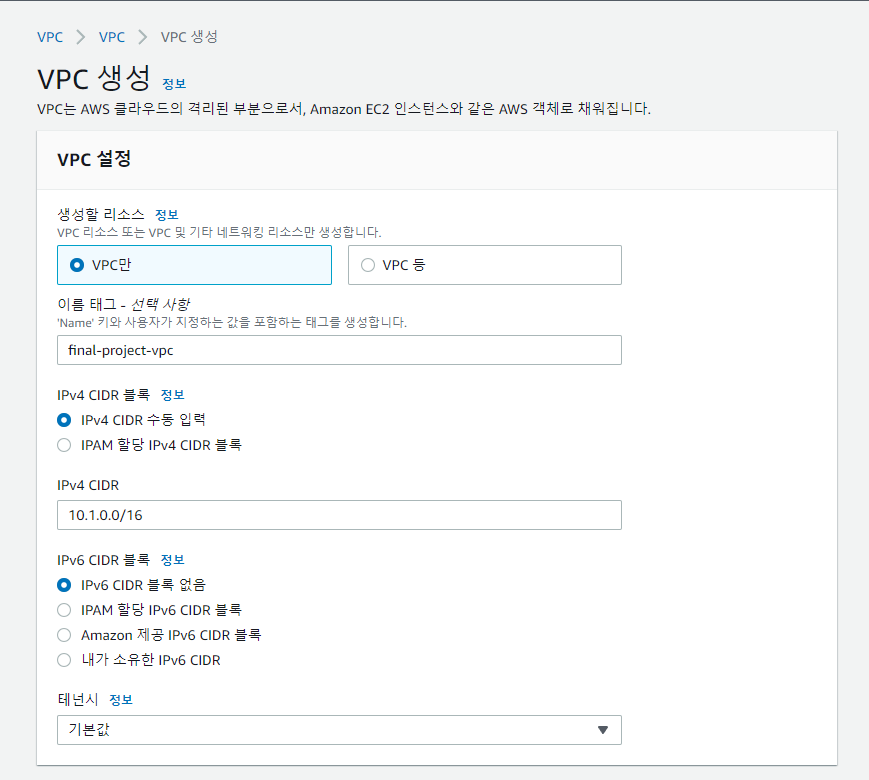 VPC > VPC > VPC 생성
VPC 생성 정보
VPC는 AWS 클라우드의 격리된 부분으로서, Amazon EC2 인스턴스와 같은 AWS 객체로 채워집니다.
VPC 설정
생성할 리소스 정보
VPC 리소스 또는 VPC 및 기타 네트워킹 리소스만 생성합니다.
VPC만 VPC 등
이름 태그 - 선택 사항
'Name' 키와 사용자가 지정하는 값을 포함하는 태그를 생성합니다.
final-project-vpc
IPv4 CIDR 블록 정보
IPv4 CIDR 수동 입력
IPAM 할당 IPv4 CIDR 블록
IPv4 CIDR
10.1.0.0/16
IPv6 CIDR 블록 정보
IPv6 CIDR 블록 없음
IPAM 할당 IPv6 CIDR 블록
Amazon 제공 IPv6 CIDR 블록
내가 소유한 IPv6 CIDR
테넌시 정보
기본값